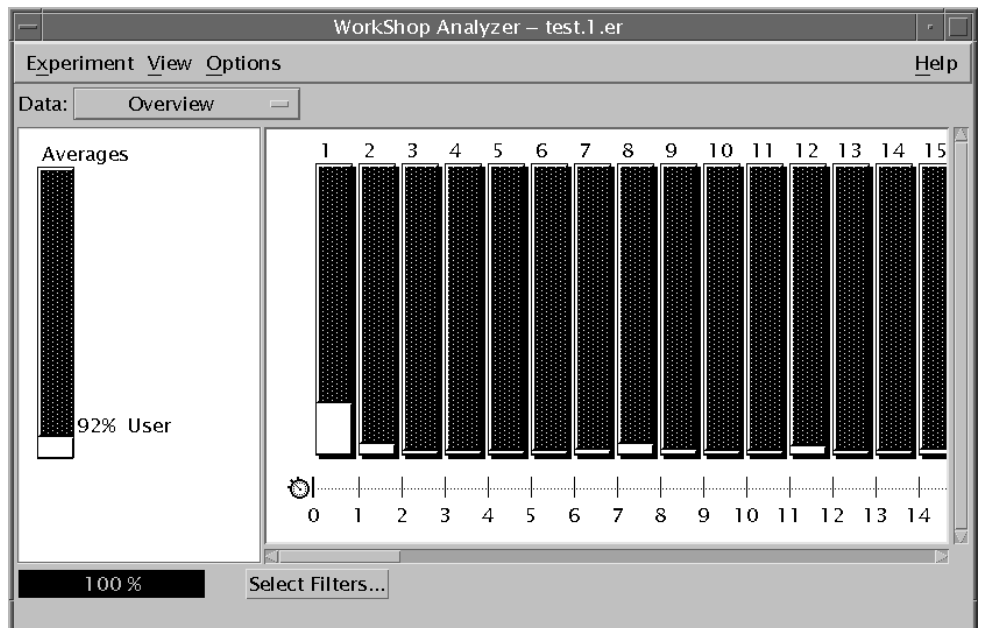 WorkShop Analyzer – test.1.er
Experiment View Options Help
Data: Overview
Averages
1 2 3 4 5 6 7 8 9 10 11 12 13 14 15
92% User
0 1 2 3 4 5 6 7 8 9 10 11 12 13 14
100 % Select Filters...